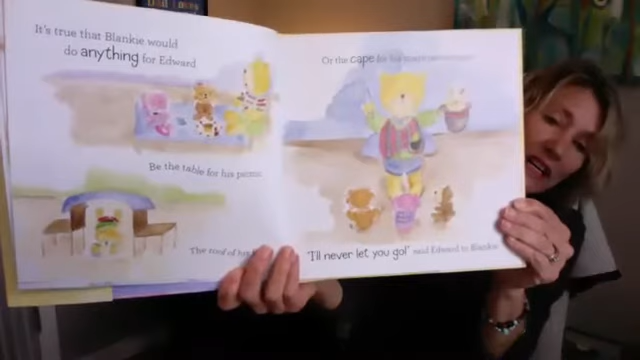 It's true that Blankie would
do anything for Edward
Be the table for his picnic
The roof of his
Or the cape for his
"I'll never let you go!" said Edward to Blankie